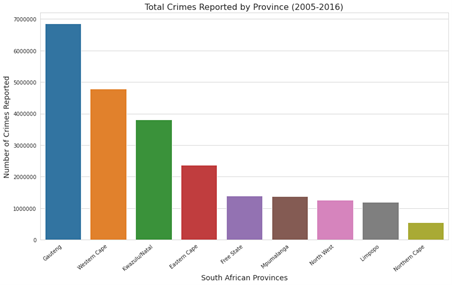 Total Crimes Reported by Province (2005-2016)
Number of Crimes Reported
7000000
6000000
5000000
4000000
3000000
2000000
1000000
0
Gauteng
Western Cape
Kwazulu/Natal
Eastern Cape
Free State
Mpumalanga
North West
Limpopo
Northern Cape
South African Provinces